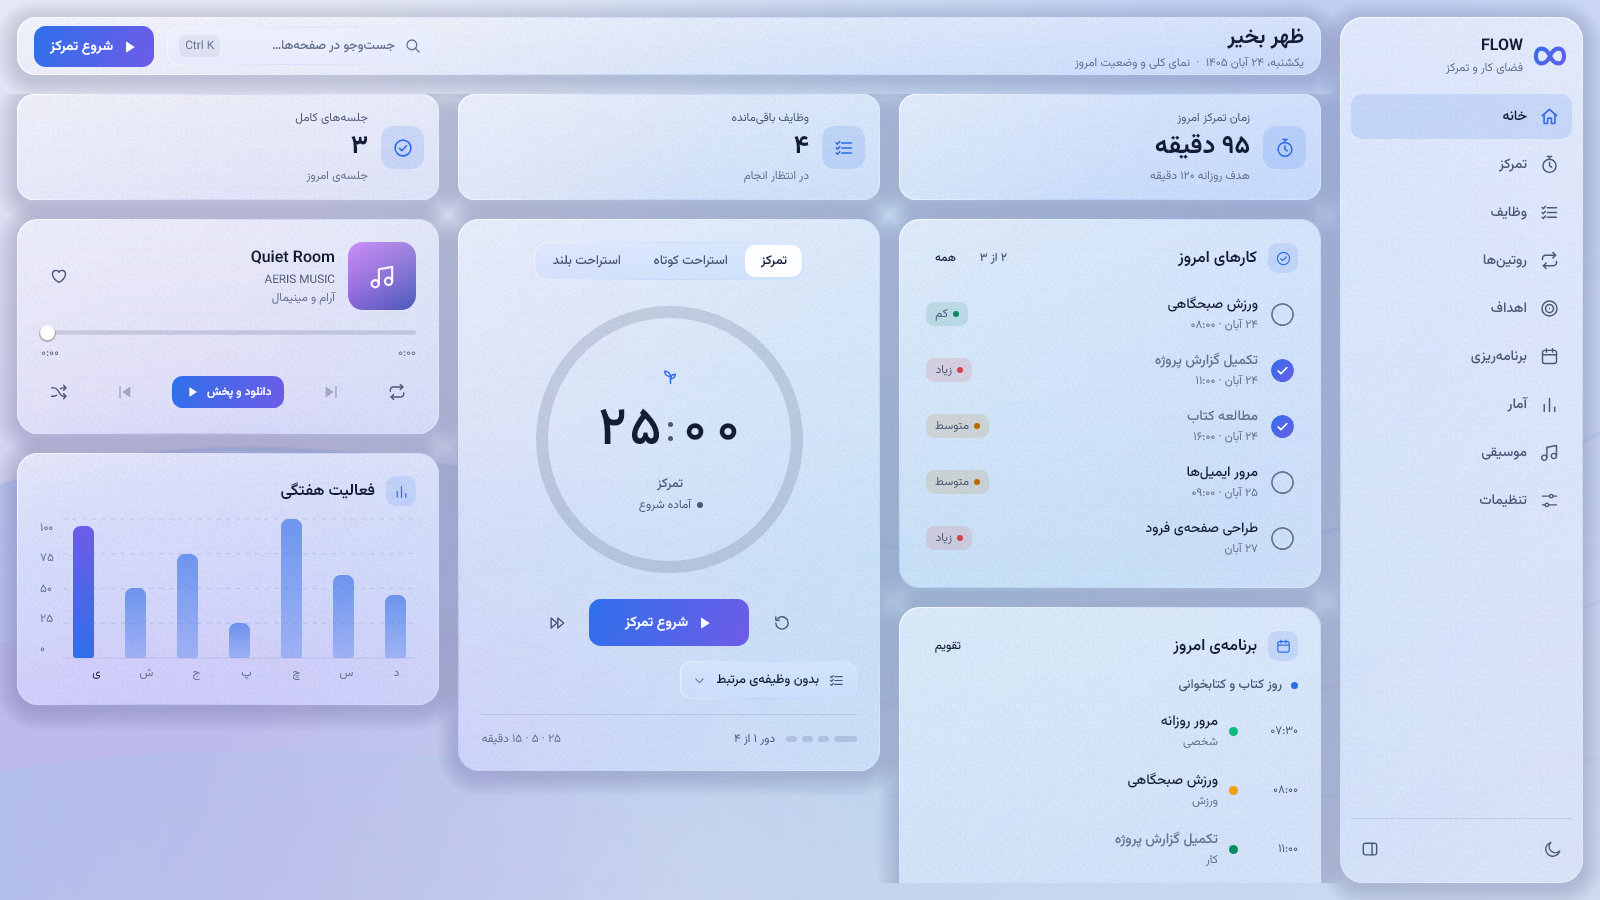 FLOW
فضای کار و تمرکز
خانه
تمرکز
وظایف
روتین‌ها
اهداف
برنامه‌ریزی
آمار
موسیقی
تنظیمات
ظهر بخیر
یکشنبه، ۲۴ آبان ۱۴۰۵ · نمای کلی و وضعیت امروز
جست‌وجو در صفحه‌ها...
Ctrl K
شروع تمرکز
زمان تمرکز امروز
۹۵ دقیقه
هدف روزانه ۱۲۰ دقیقه
وظایف باقی‌مانده
۴
در انتظار انجام
جلسه‌های کامل
۳
جلسه‌ی امروز
کارهای امروز
۲ از ۳
همه
ورزش صبحگاهی
۲۴ آبان · ۰۸:۰۰
کم
تکمیل گزارش پروژه
۲۴ آبان · ۱۱:۰۰
زیاد
مطالعه کتاب
۲۴ آبان · ۱۶:۰۰
متوسط
مرور ایمیل‌ها
۲۵ آبان · ۰۹:۰۰
متوسط
طراحی صفحه‌ی فرود
۲۷ آبان
زیاد
برنامه‌ی امروز
تقویم
روز کتاب و کتابخوانی
۰۷:۳۰
مرور روزانه
شخصی
۰۸:۰۰
ورزش صبحگاهی
ورزش
۱۱:۰۰
تکمیل گزارش پروژه
کار
تمرکز
استراحت کوتاه
استراحت بلند
۲۵:۰۰
تمرکز
آماده شروع
شروع تمرکز
بدون وظیفه‌ی مرتبط
دور ۱ از ۴
۲۵ · ۵ · ۱۵ دقیقه
Quiet Room
AERIS MUSIC
آرام و مینیمال
۰:۰۰
۰:۰۰
دانلود و پخش
فعالیت هفتگی
۱۰۰
۷۵
۵۰
۲۵
۰
د
س
چ
پ
ج
ش
ی